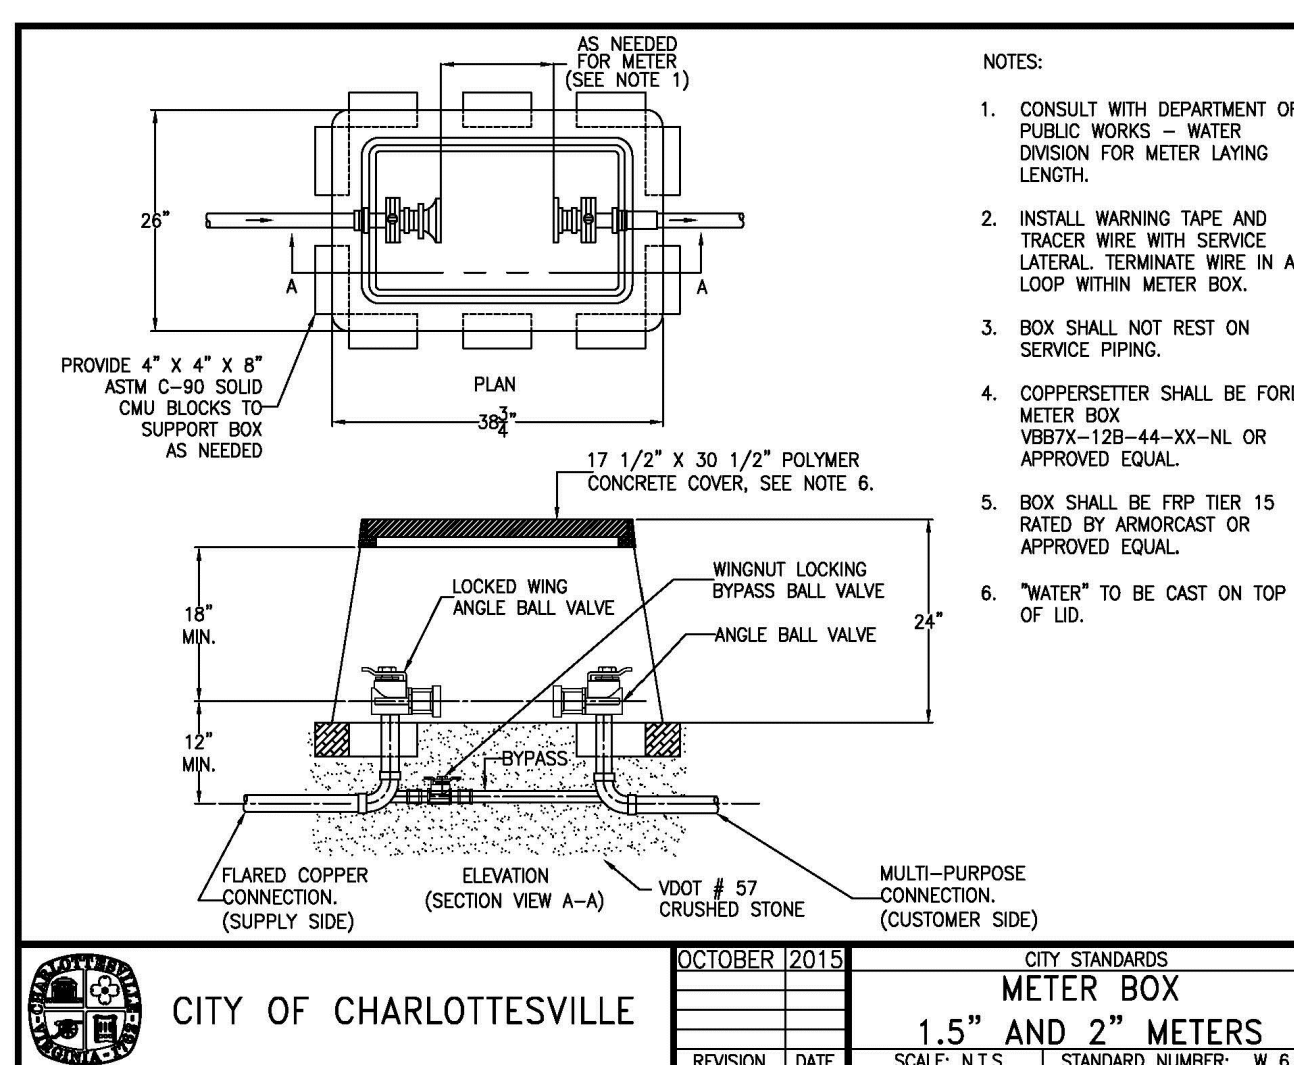 AS NEEDED
FOR METER
(SEE NOTE 1)
26"
A
A
PROVIDE 4" X 4" X 8"
ASTM C-90 SOLID
CMU BLOCKS TO
SUPPORT BOX
AS NEEDED
PLAN
38 3/4"
17 1/2" X 30 1/2" POLYMER
CONCRETE COVER, SEE NOTE 6.
LOCKED WING
ANGLE BALL VALVE
WINGNUT LOCKING
BYPASS BALL VALVE
ANGLE BALL VALVE
18"
MIN.
24"
12"
MIN.
BYPASS
FLARED COPPER
CONNECTION.
(SUPPLY SIDE)
ELEVATION
(SECTION VIEW A-A)
VDOT # 57
CRUSHED STONE
MULTI-PURPOSE
CONNECTION.
(CUSTOMER SIDE)
NOTES:
1. CONSULT WITH DEPARTMENT OF
PUBLIC WORKS – WATER
DIVISION FOR METER LAYING
LENGTH.
2. INSTALL WARNING TAPE AND
TRACER WIRE WITH SERVICE
LATERAL. TERMINATE WIRE IN A
LOOP WITHIN METER BOX.
3. BOX SHALL NOT REST ON
SERVICE PIPING.
4. COPPERSETTER SHALL BE FORD
METER BOX
VBB7X-12B-44-XX-NL OR
APPROVED EQUAL.
5. BOX SHALL BE FRP TIER 15
RATED BY ARMORCAST OR
APPROVED EQUAL.
6. "WATER" TO BE CAST ON TOP
OF LID.
CHARLOTTESVILLE
VIRGINIA-1762
CITY OF CHARLOTTESVILLE
OCTOBER 2015
REVISION DATE
CITY STANDARDS
METER BOX
1.5" AND 2" METERS
SCALE: N.T.S. STANDARD NUMBER: W 6